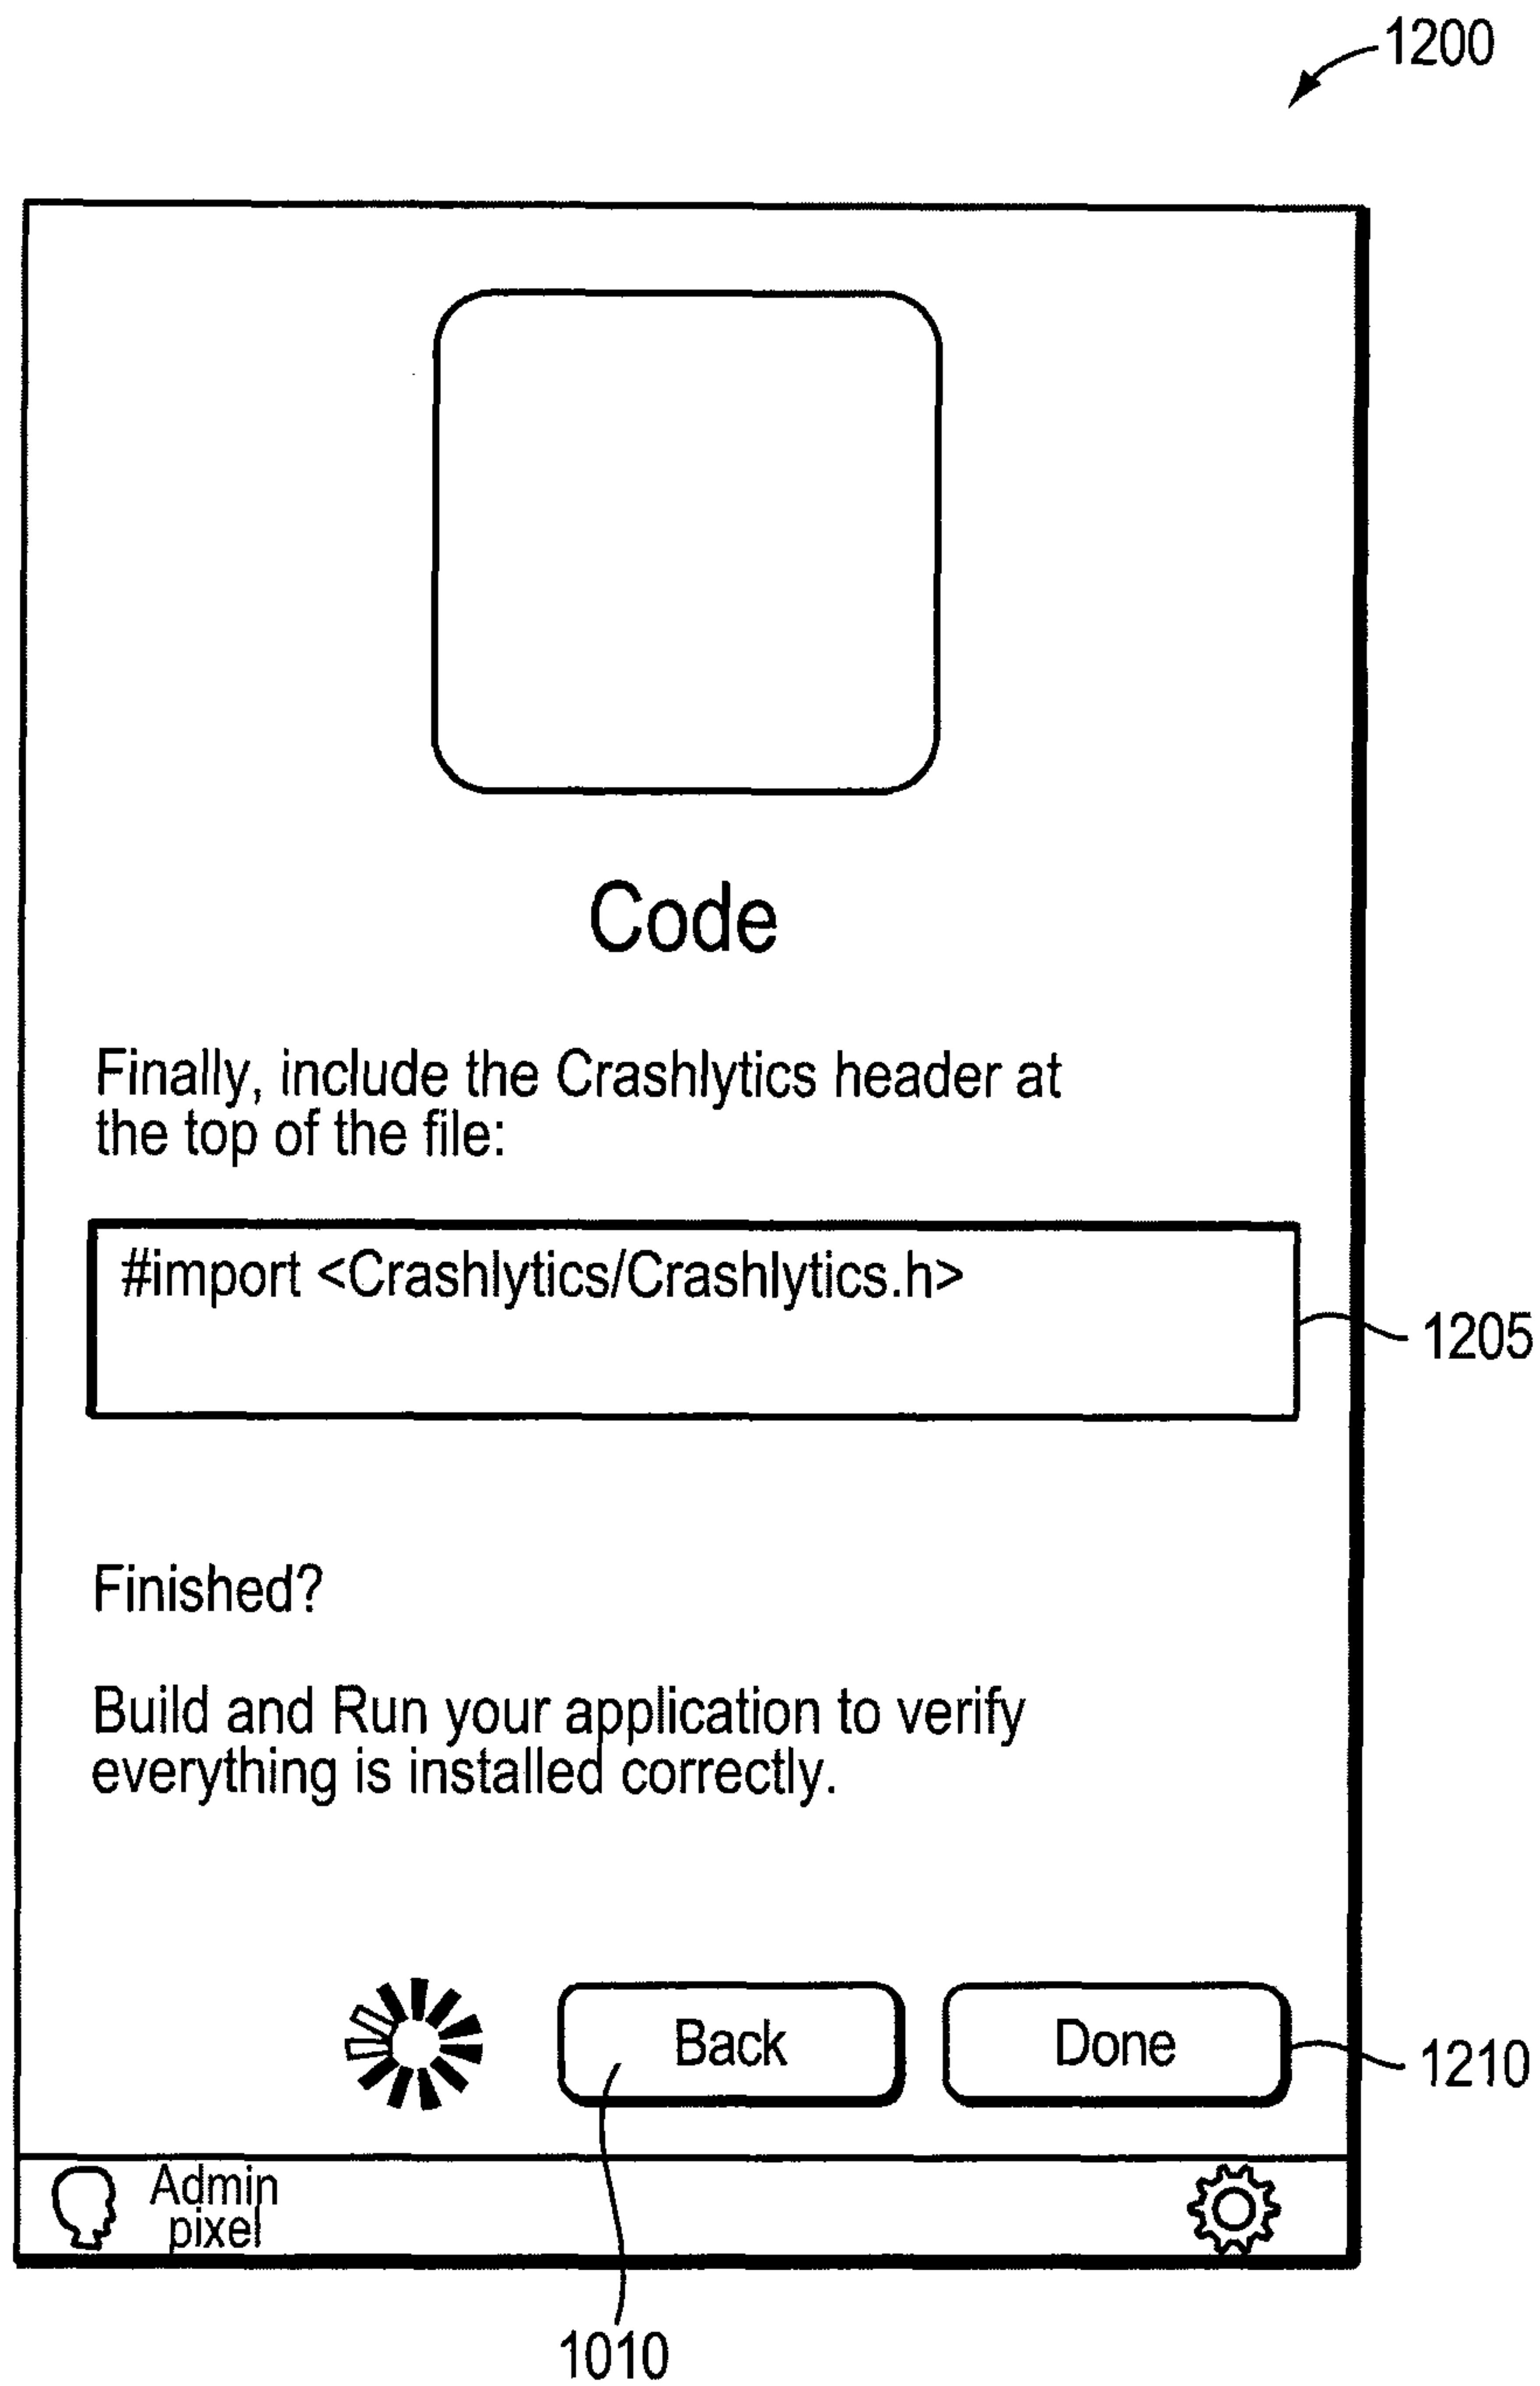 1200
Code
Finally, include the Crashlytics header at
the top of the file:
#import <Crashlytics/Crashlytics.h>
1205
Finished?
Build and Run your application to verify
everything is installed correctly.
Back
Done
1210
Admin
pixel
1010